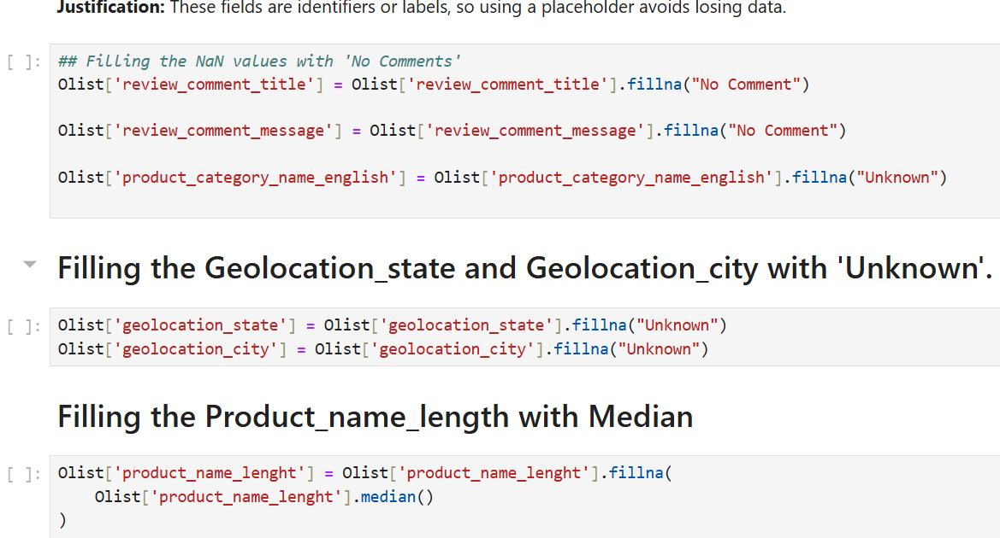 Justification: These fields are identifiers or labels, so using a placeholder avoids losing data.
[ ]: ## Filling the NaN values with 'No Comments'
Olist['review_comment_title'] = Olist['review_comment_title'].fillna("No Comment")
Olist['review_comment_message'] = Olist['review_comment_message'].fillna("No Comment")
Olist['product_category_name_english'] = Olist['product_category_name_english'].fillna("Unknown")
Filling the Geolocation_state and Geolocation_city with 'Unknown'.
[ ]: Olist['geolocation_state'] = Olist['geolocation_state'].fillna("Unknown")
Olist['geolocation_city'] = Olist['geolocation_city'].fillna("Unknown")
Filling the Product_name_length with Median
[ ]: Olist['product_name_lenght'] = Olist['product_name_lenght'].fillna(
    Olist['product_name_lenght'].median()
)